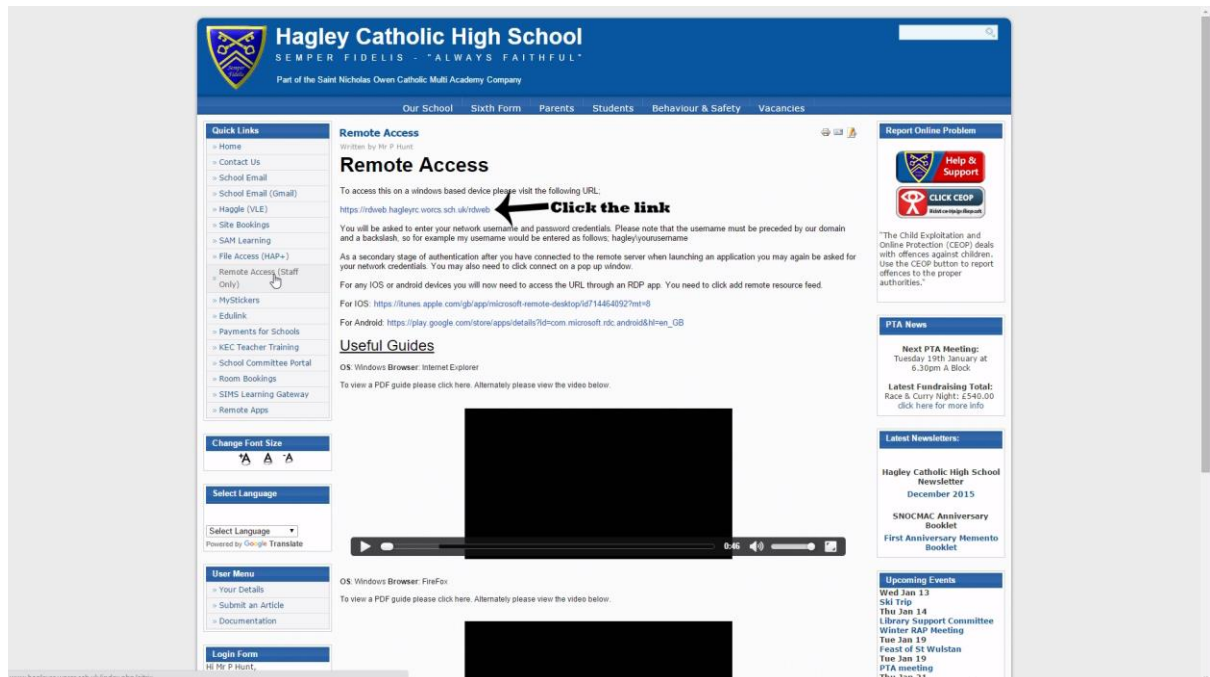 Hagley Catholic High School
SEMPER FIDELIS - "ALWAYS FAITHFUL"
Part of the Saint Nicholas Owen Catholic Multi Academy Company
Our School Sixth Form Parents Students Behaviour & Safety Vacancies
Quick Links
» Home
» Contact Us
» School Email
» School Email (Gmail)
» Haggle (VLE)
» Site Bookings
» SAM Learning
» File Access (HAP+)
» Remote Access (Staff
Only)
» MyStickers
» Edulink
» Payments for Schools
» KEC Teacher Training
» School Committee Portal
» Room Bookings
» SIMS Learning Gateway
» Remote Apps
Change Font Size
+A A -A
Select Language
Select Language
Powered by Google Translate
User Menu
» Your Details
» Submit an Article
» Documentation
Login Form
Hi Mr P Hunt,
Remote Access
Written by Mr P Hunt
Remote Access
To access this on a windows based device please visit the following URL:
https://rdweb.hagleyrc.worcs.sch.uk/rdweb Click the link
You will be asked to enter your network username and password credentials. Please note that the username must be preceded by our domain
and a backslash, so for example my username would be entered as follows; hagley\yourusername
As a secondary stage of authentication after you have connected to the remote server when launching an application you may again be asked for
your network credentials. You may also need to click connect on a pop up window.
For any IOS or android devices you will now need to access the URL through an RDP app. You need to click add remote resource feed.
For IOS: https://itunes.apple.com/gb/app/microsoft-remote-desktop/id714464092?mt=8
For Android: https://play.google.com/store/apps/details?id=com.microsoft.rdc.android&hl=en_GB
Useful Guides
OS: Windows Browser: Internet Explorer
To view a PDF guide please click here. Alternately please view the video below.
0:46
OS: Windows Browser: FireFox
To view a PDF guide please click here. Alternately please view the video below.
Report Online Problem
Help &
Support
CLICK CEOP
"The Child Exploitation and
Online Protection (CEOP) deals
with offences against children.
Use the CEOP button to report
offences to the proper
authorities."
PTA News
Next PTA Meeting:
Tuesday 19th January at
6.30pm A Block
Latest Fundraising Total:
Race & Curry Night: £540.00
click here for more info
Latest Newsletters:
Hagley Catholic High School
Newsletter
December 2015
SNOCMAC Anniversary
Booklet
First Anniversary Memento
Booklet
Upcoming Events
Wed Jan 13
Ski Trip
Thu Jan 14
Library Support Committee
Winter RAP Meeting
Tue Jan 19
Feast of St Wulstan
Tue Jan 19
PTA meeting
Thu Jan 21